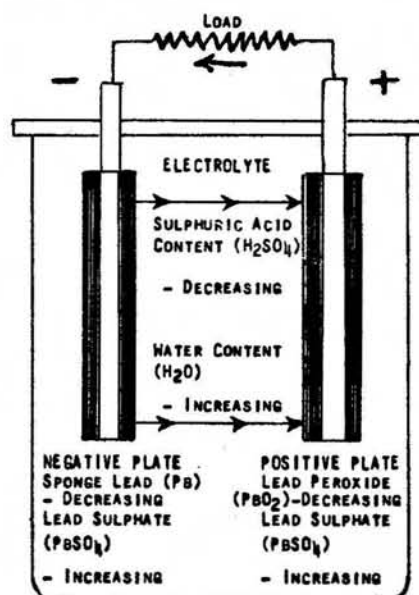 LOAD
- +
ELECTROLYTE
SULPHURIC ACID
CONTENT (H2SO4)
- DECREASING
WATER CONTENT
(H2O)
- INCREASING
NEGATIVE PLATE
SPONGE LEAD (PB)
- DECREASING
LEAD SULPHATE
(PBSO4)
- INCREASING
POSITIVE PLATE
LEAD PEROXIDE
(PBO2)-DECREASING
LEAD SULPHATE
(PBSO4)
- INCREASING